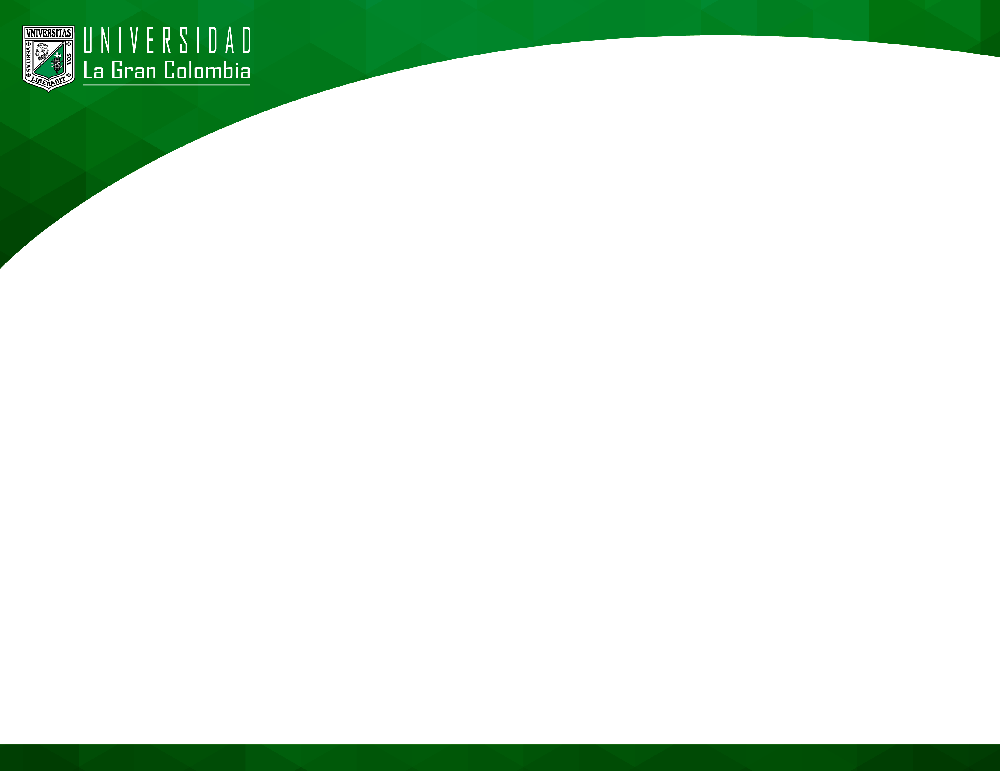 VNIVERSITAS
VERITAS
LIBERABIT
VOS
UNIVERSIDAD
La Gran Colombia